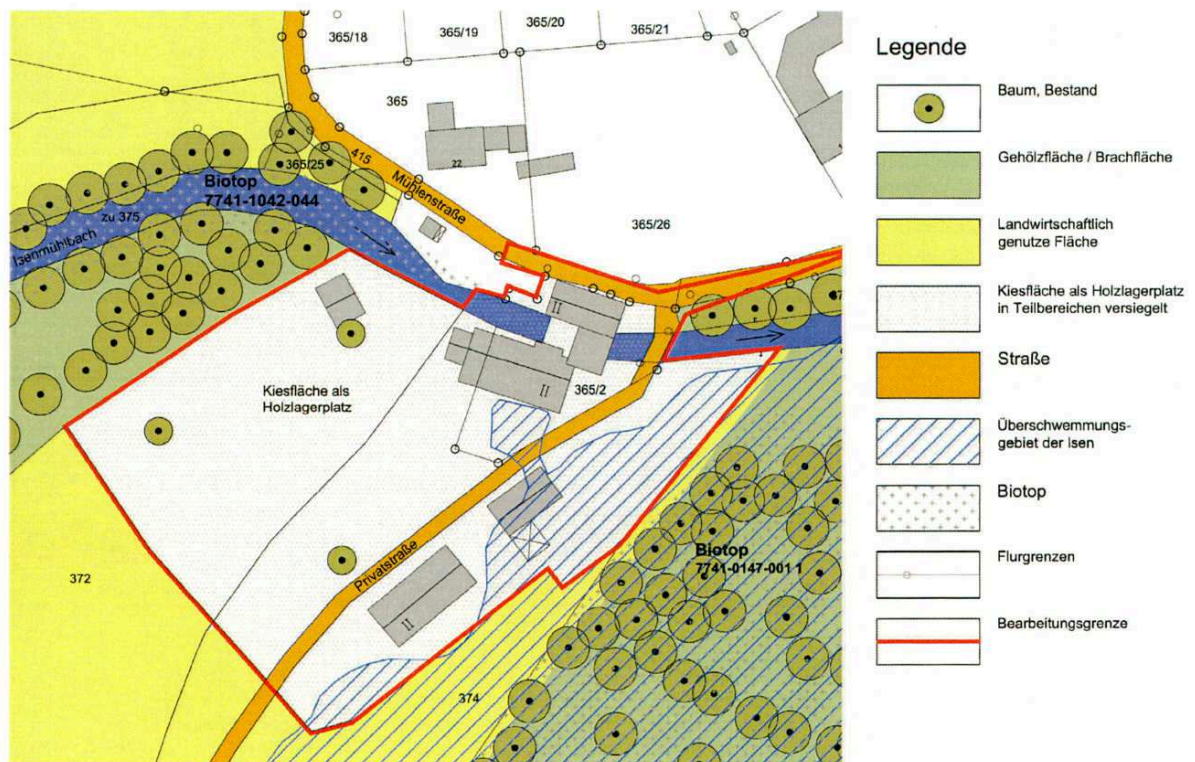 365/18
365/19
365/20
365/21
365
22
415
Mühlenstraße
365/25
Biotop
7741-1042-044
zu 375
Isenmühlbach
365/26
II
II
365/2
Kiesfläche als
Holzlagerplatz
Privatstraße
II
372
374
Biotop
7741-0147-001 1
Legende
Baum, Bestand
Gehölzfläche / Brachfläche
Landwirtschaftlich
genutze Fläche
Kiesfläche als Holzlagerplatz
in Teilbereichen versiegelt
Straße
Überschwemmungs-
gebiet der Isen
Biotop
Flurgrenzen
Bearbeitungsgrenze